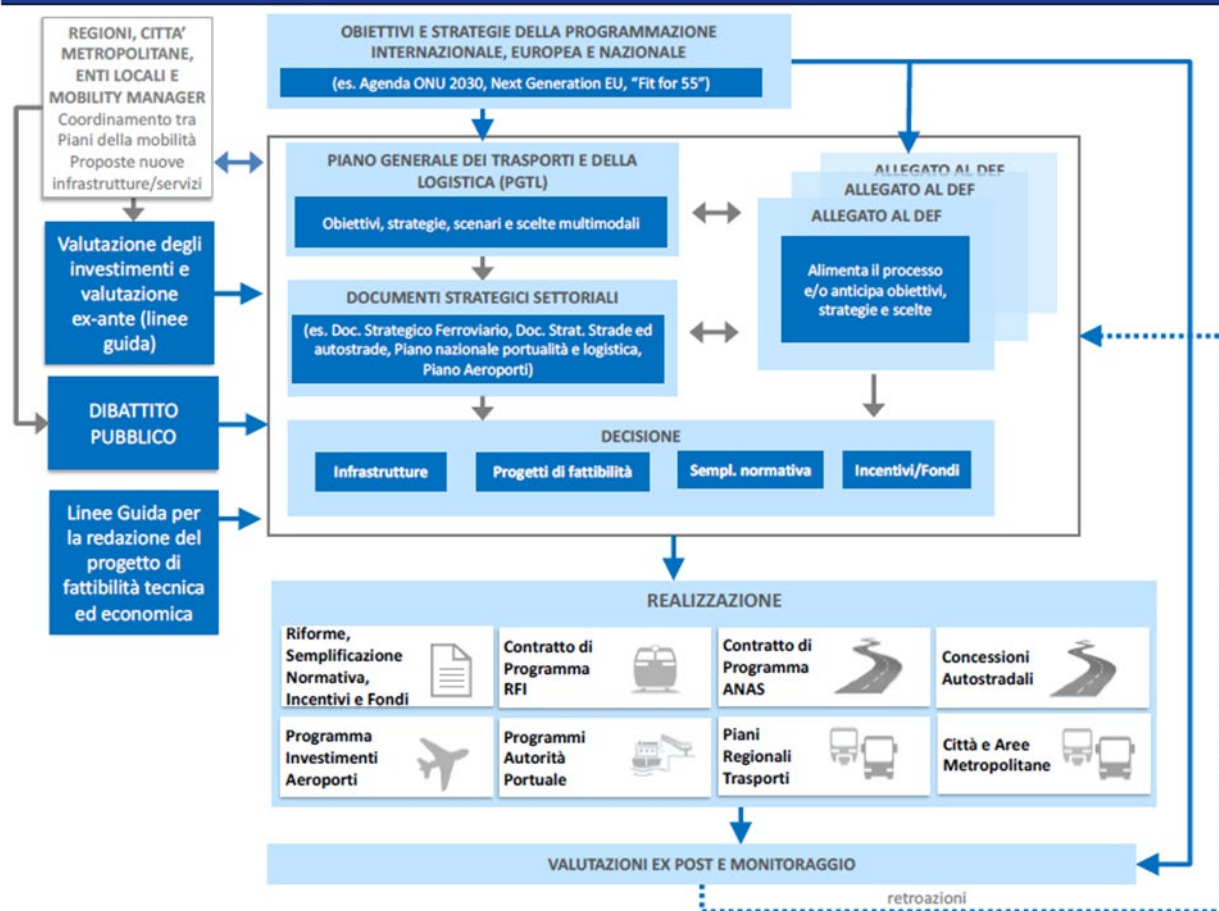 REGIONI, CITTA'
METROPOLITANE,
ENTI LOCALI E
MOBILITY MANAGER
Coordinamento tra
Piani della mobilità
Proposte nuove
infrastrutture/servizi
OBIETTIVI E STRATEGIE DELLA PROGRAMMAZIONE
INTERNAZIONALE, EUROPEA E NAZIONALE
(es. Agenda ONU 2030, Next Generation EU, "Fit for 55")
PIANO GENERALE DEI TRASPORTI E DELLA
LOGISTICA (PGTL)
Obiettivi, strategie, scenari e scelte multimodali
ALLEGATO AL DEF
ALLEGATO AL DEF
ALLEGATO AL DEF
Alimenta il processo
e/o anticipa obiettivi,
strategie e scelte
Valutazione degli
investimenti e
valutazione
ex-ante (linee
guida)
DOCUMENTI STRATEGICI SETTORIALI
(es. Doc. Strategico Ferroviario, Doc. Strat. Strade ed
autostrade, Piano nazionale portualità e logistica,
Piano Aeroporti)
DIBATTITO
PUBBLICO
DECISIONE
Infrastrutture
Progetti di fattibilità
Sempl. normativa
Incentivi/Fondi
Linee Guida per
la redazione del
progetto di
fattibilità tecnica
ed economica
REALIZZAZIONE
Riforme,
Semplificazione
Normativa,
Incentivi e Fondi
Contratto di
Programma
RFI
Contratto di
Programma
ANAS
Concessioni
Autostradali
Programma
Investimenti
Aeroporti
Programmi
Autorità
Portuale
Piani
Regionali
Trasporti
Città e Aree
Metropolitane
VALUTAZIONI EX POST E MONITORAGGIO
retroazioni